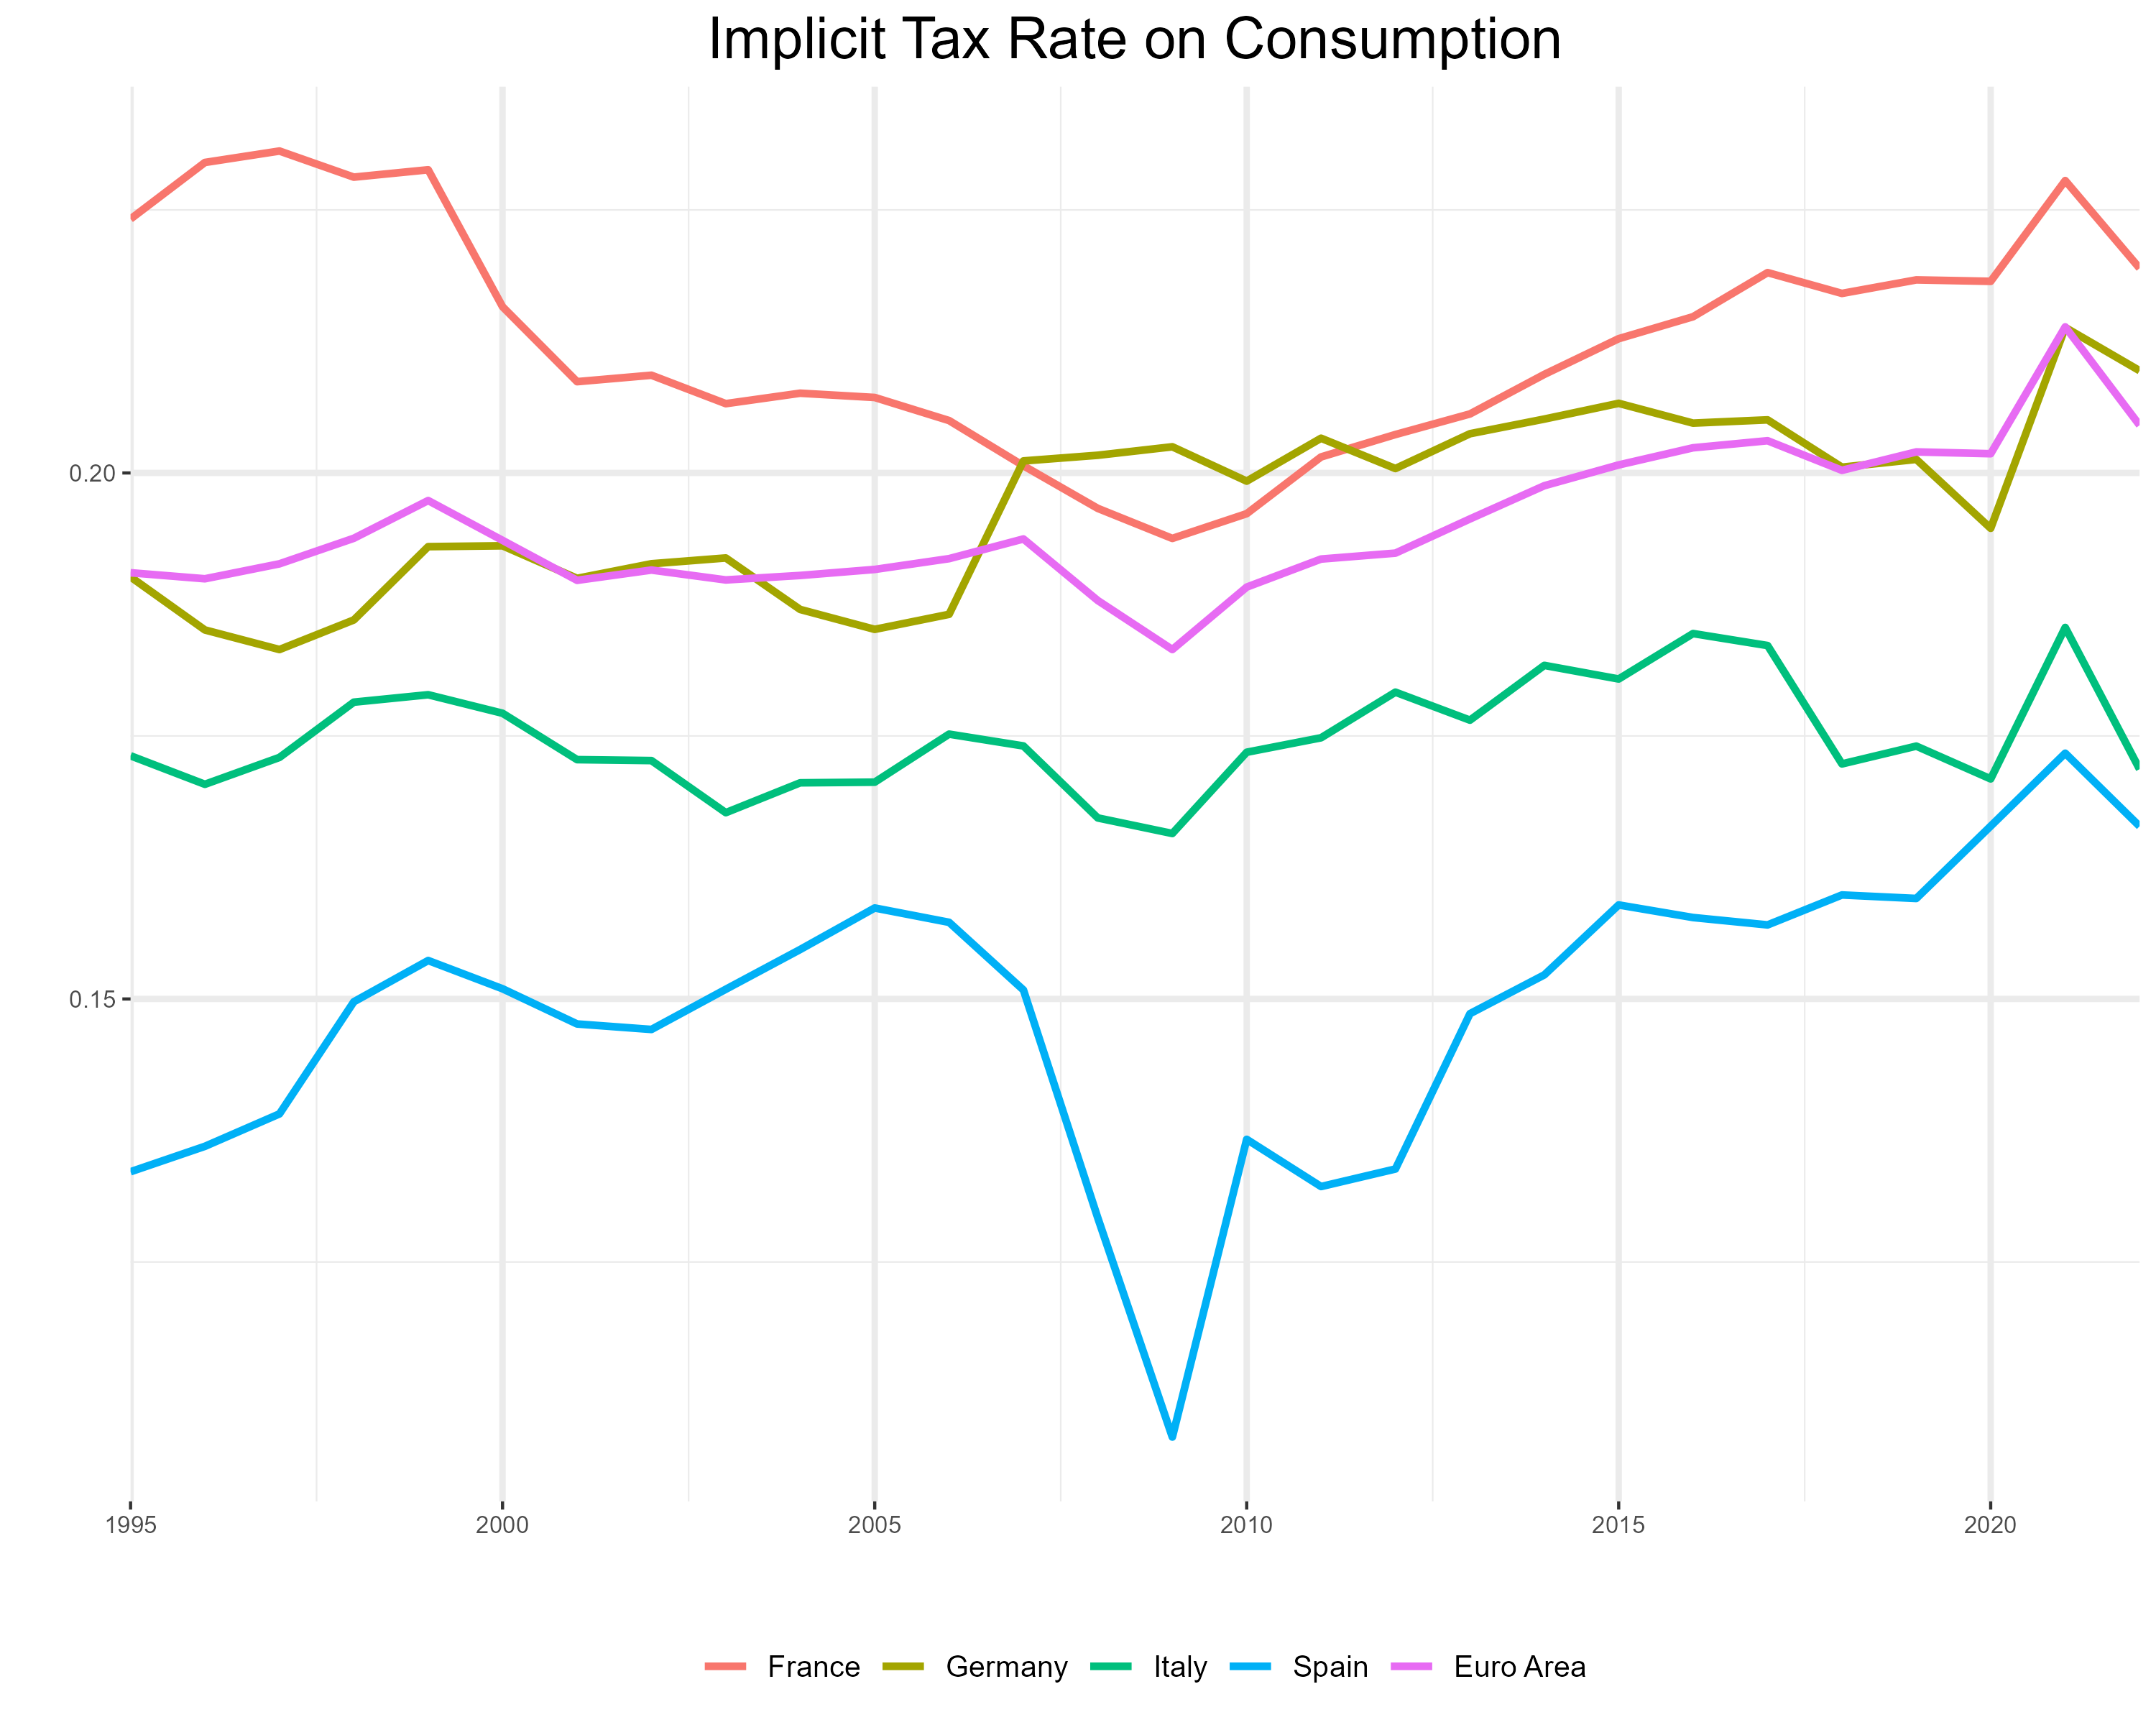 Implicit Tax Rate on Consumption
0.20
0.15
1995 2000 2005 2010 2015 2020
France Germany Italy Spain Euro Area